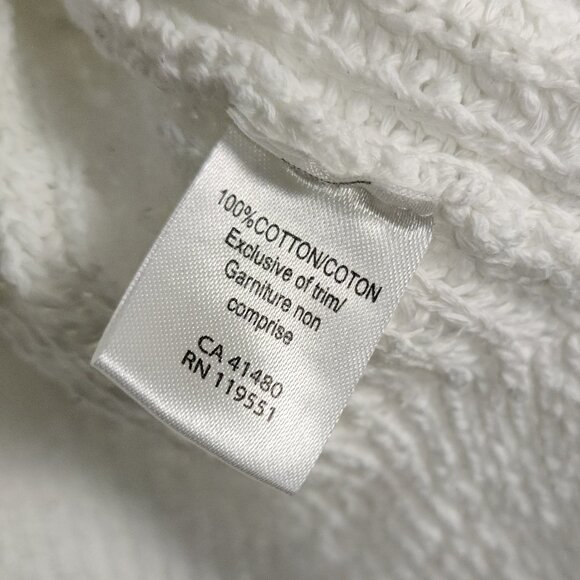 100%COTTON/COTON
Exclusive of trim/
Garniture non
comprise
CA 41480
RN 119551